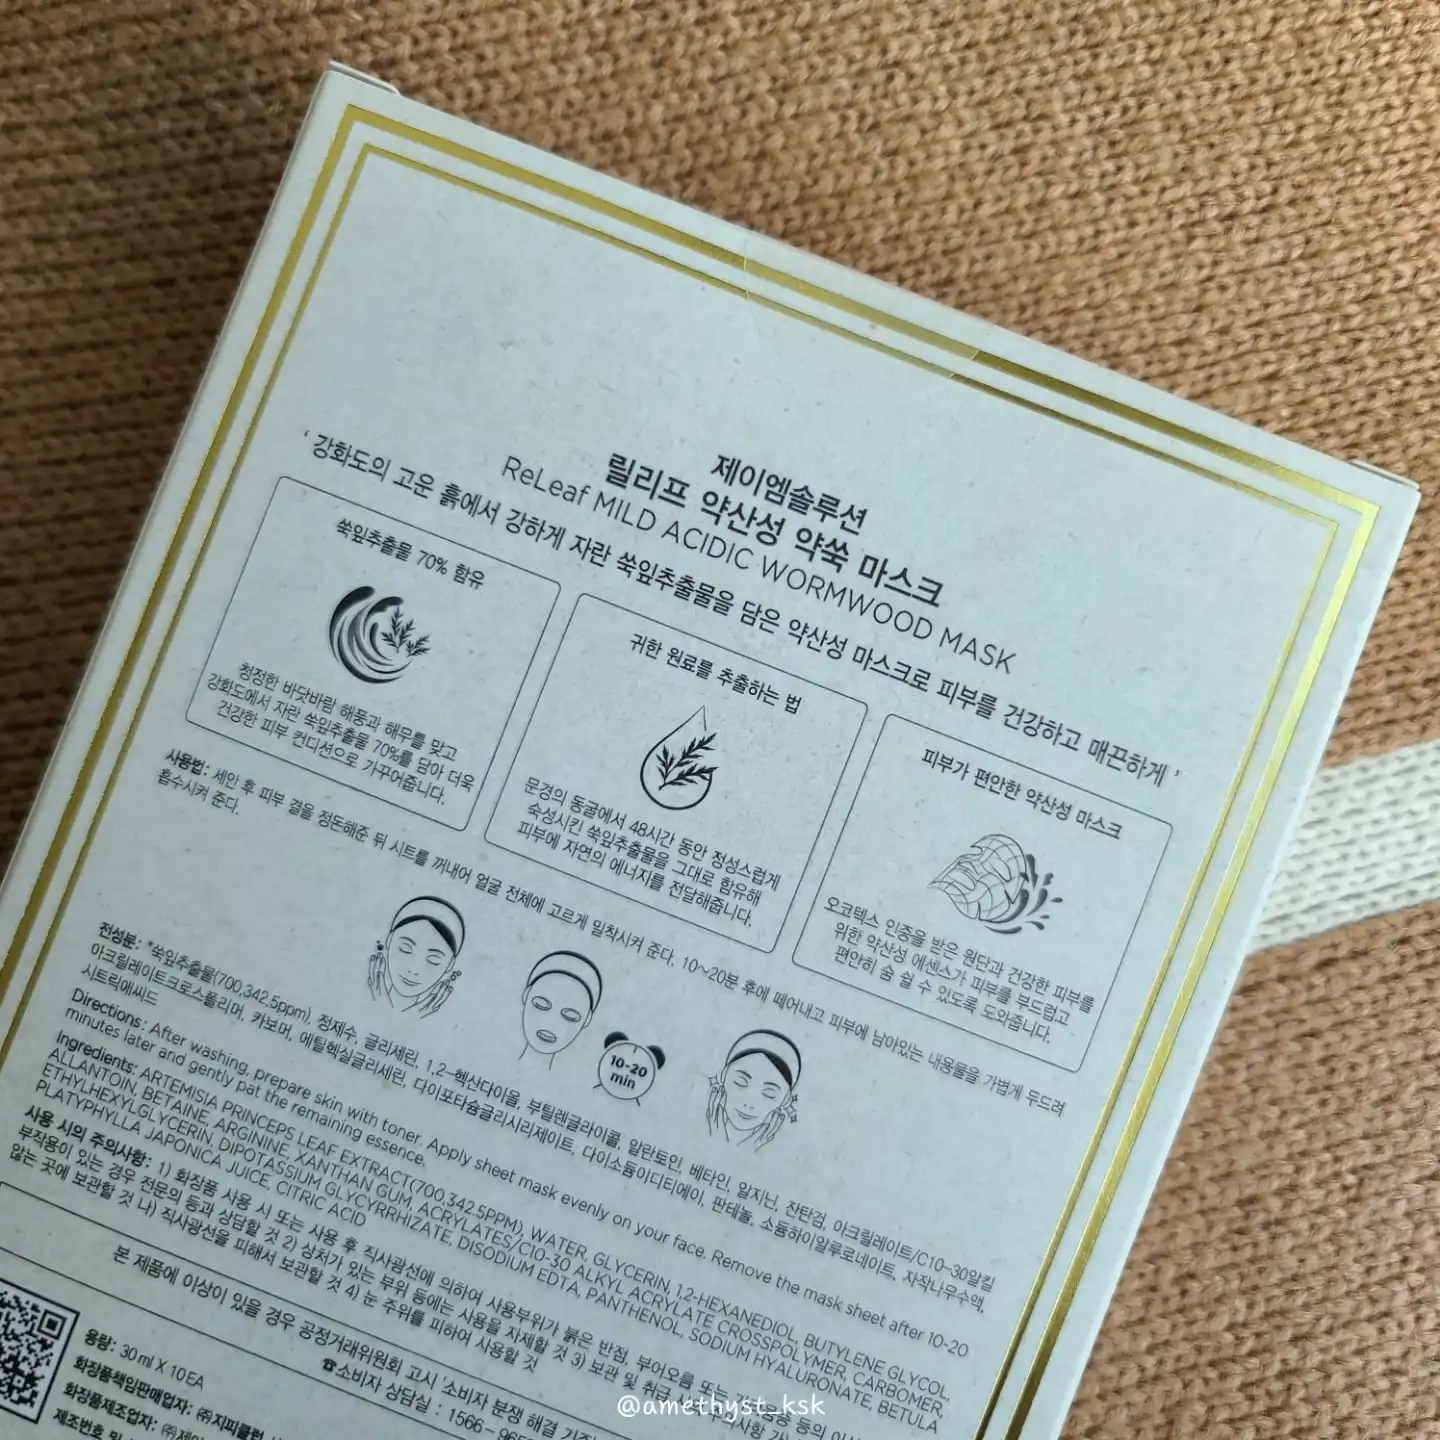 제이엠솔루션
릴리프 약산성 약쑥 마스크
ReLeaf MILD ACIDIC WORMWOOD MASK
‘ 강화도의 고운 흙에서 강하게 자란 쑥잎추출물을 담은 약산성 마스크로 피부를 건강하고 매끈하게 ’
쑥잎추출물 70% 함유
청정한 바닷바람 해풍과 해무를 맞고
강화도에서 자란 쑥잎추출물 70%를 담아 더욱
건강한 피부 컨디션으로 가꾸어줍니다.
귀한 원료를 추출하는 법
문경의 동굴에서 48시간 동안 정성스럽게
숙성시킨 쑥잎추출물을 그대로 함유해
피부에 자연의 에너지를 전달해줍니다.
피부가 편안한 약산성 마스크
오코텍스 인증을 받은 원단과 건강한 피부를
위한 약산성 에센스가 피부를 부드럽고
편안히 숨 쉴 수 있도록 도와줍니다.
사용법: 세안 후 피부 결을 정돈해준 뒤 시트를 꺼내어 얼굴 전체에 고르게 밀착시켜 준다. 10~20분 후에 떼어내고 피부에 남아있는 내용물을 가볍게 두드려
흡수시켜 준다.
10-20
min
전성분: *쑥잎추출물(700,342.5ppm), 정제수, 글리세린, 1,2-헥산다이올, 부틸렌글라이콜, 알란토인, 베타인, 알지닌, 잔탄검, 아크릴레이트/C10-30알킬
아크릴레이트크로스폴리머, 카보머, 에틸헥실글리세린, 다이포타슘글리시리제이트, 다이소듐이디티에이, 판테놀, 소듐하이알루로네이트, 자작나무수액,
시트릭애씨드
Directions: After washing, prepare skin with toner. Apply sheet mask evenly on your face. Remove the mask sheet after 10-20
minutes later and gently pat the remaining essence.
Ingredients: ARTEMISIA PRINCEPS LEAF EXTRACT(700,342.5PPM), WATER, GLYCERIN, 1,2-HEXANEDIOL, BUTYLENE GLYCOL,
ALLANTOIN, BETAINE, ARGININE, XANTHAN GUM, ACRYLATES/C10-30 ALKYL ACRYLATE CROSSPOLYMER, CARBOMER,
ETHYLHEXYLGLYCERIN, DIPOTASSIUM GLYCYRRHIZATE, DISODIUM EDTA, PANTHENOL, SODIUM HYALURONATE, BETULA
PLATYPHYLLA JAPONICA JUICE, CITRIC ACID
사용 시의 주의사항: 1) 화장품 사용 시 또는 사용 후 직사광선에 의하여 사용부위가 붉은 반점, 부어오름 또는
부작용이 있는 경우 전문의 등과 상담할 것 2) 상처가 있는 부위 등에는 사용을 자제할 것 3) 보관 및 취급
않는 곳에 보관할 것 나) 직사광선을 피해서 보관할 것 4) 눈 주위를 피하여 사용할 것
본 제품에 이상이 있을 경우 공정거래위원회 고시 '소비자 분쟁 해결
☎소비자 상담실 : 1566-
용량: 30 ml X 10 EA
화장품책임판매업자: ㈜지피클럽
화장품제조업자:
제조번호 및
@amethyst_ksk